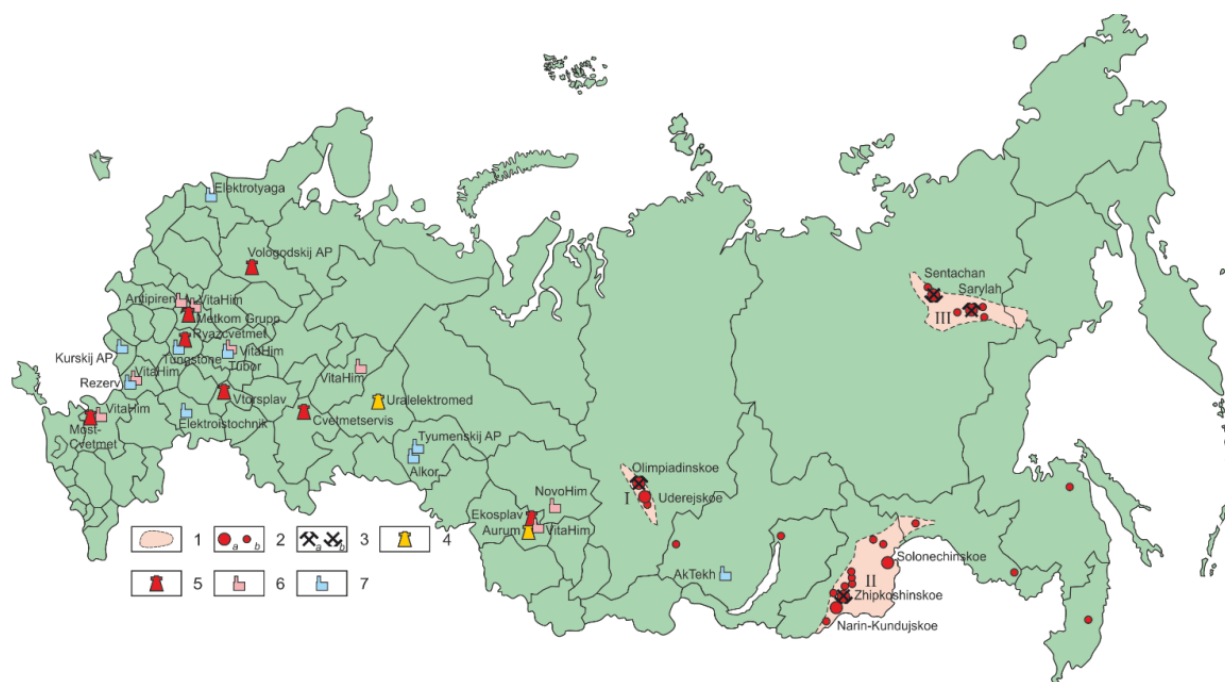 Elektrotyaga
Vologodskij AP
Sentachan
Sarylah
III
Antipiren
VitaHim
Metkom Grupp
Ryazcvetmet
Kurskij AP
Tungstone
VitaHim
Tubor
VitaHim
Rezerv
VitaHim
Vtorsplav
Uralelektromed
VitaHim
Most-
Cvetmet
Elektroistochnik
Cvetmetservis
Tyumenskij AP
Alkor
Olimpiadinskoe
I
Uderejskoe
NovoHim
Ekosplav
Aurum
VitaHim
AkTekh
Solonechinskoe
II
Zhipkoshinskoe
Narin-Kundujskoe
1
a b 2
a b 3
4
5
6
7